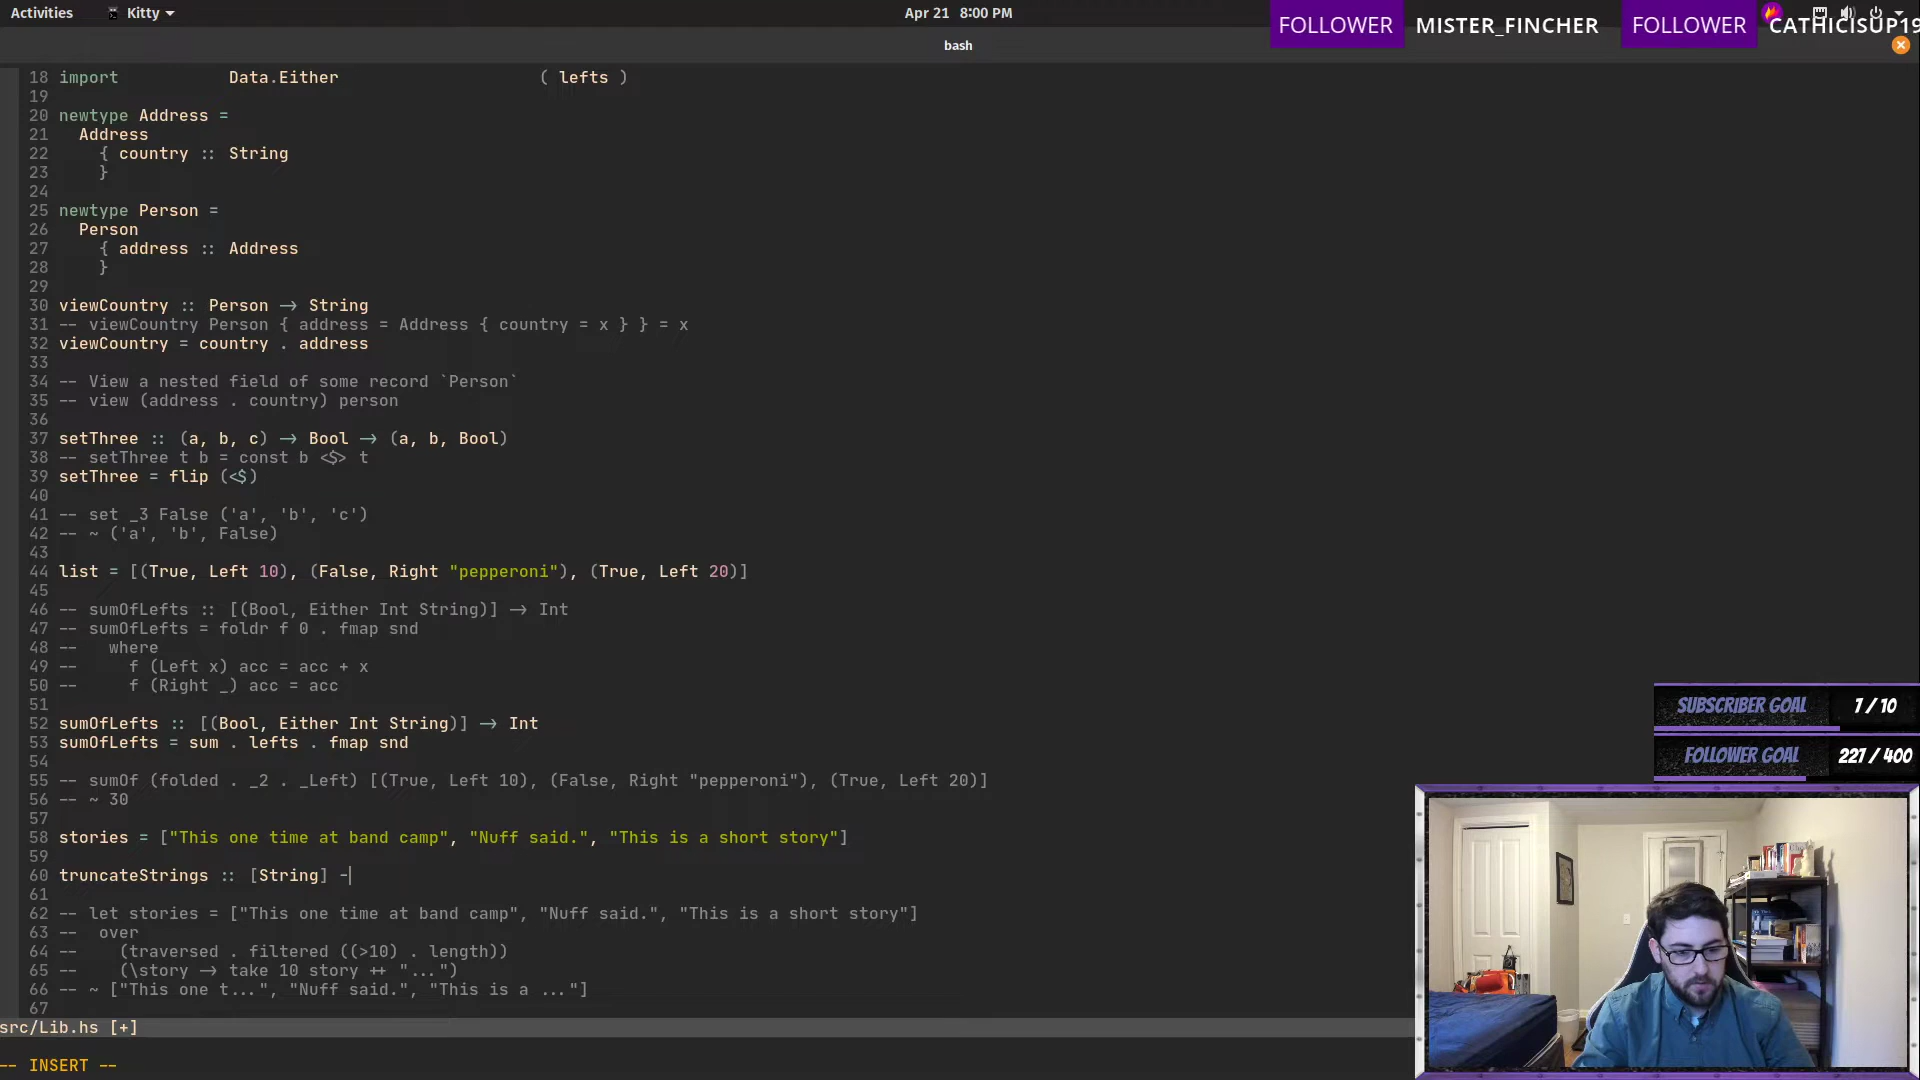 Activities Kitty Apr 21 8:00 PM FOLLOWER MISTER_FINCHER FOLLOWER CATHICISUP19
bash
18 import Data.Either ( lefts )
19
20 newtype Address =
21 Address
22 { country :: String
23 }
24
25 newtype Person =
26 Person
27 { address :: Address
28 }
29
30 viewCountry :: Person -> String
31 -- viewCountry Person { address = Address { country = x } } = x
32 viewCountry = country . address
33
34 -- View a nested field of some record `Person`
35 -- view (address . country) person
36
37 setThree :: (a, b, c) -> Bool -> (a, b, Bool)
38 -- setThree t b = const b <$> t
39 setThree = flip (<$)
40
41 -- set _3 False ('a', 'b', 'c')
42 -- ~ ('a', 'b', False)
43
44 list = [(True, Left 10), (False, Right "pepperoni"), (True, Left 20)]
45
46 -- sumOfLefts :: [(Bool, Either Int String)] -> Int
47 -- sumOfLefts = foldr f 0 . fmap snd
48 -- where
49 -- f (Left x) acc = acc + x
50 -- f (Right _) acc = acc
51
52 sumOfLefts :: [(Bool, Either Int String)] -> Int
53 sumOfLefts = sum . lefts . fmap snd
54
55 -- sumOf (folded . _2 . _Left) [(True, Left 10), (False, Right "pepperoni"), (True, Left 20)]
56 -- ~ 30
57
58 stories = ["This one time at band camp", "Nuff said.", "This is a short story"]
59
60 truncateStrings :: [String] -
61
62 -- let stories = ["This one time at band camp", "Nuff said.", "This is a short story"]
63 -- over
64 -- (traversed . filtered ((>10) . length))
65 -- (\story -> take 10 story ++ "...")
66 -- ~ ["This one t...", "Nuff said.", "This is a ..."]
67
src/Lib.hs [+]
-- INSERT --
SUBSCRIBER GOAL 7 / 10
FOLLOWER GOAL 227 / 400